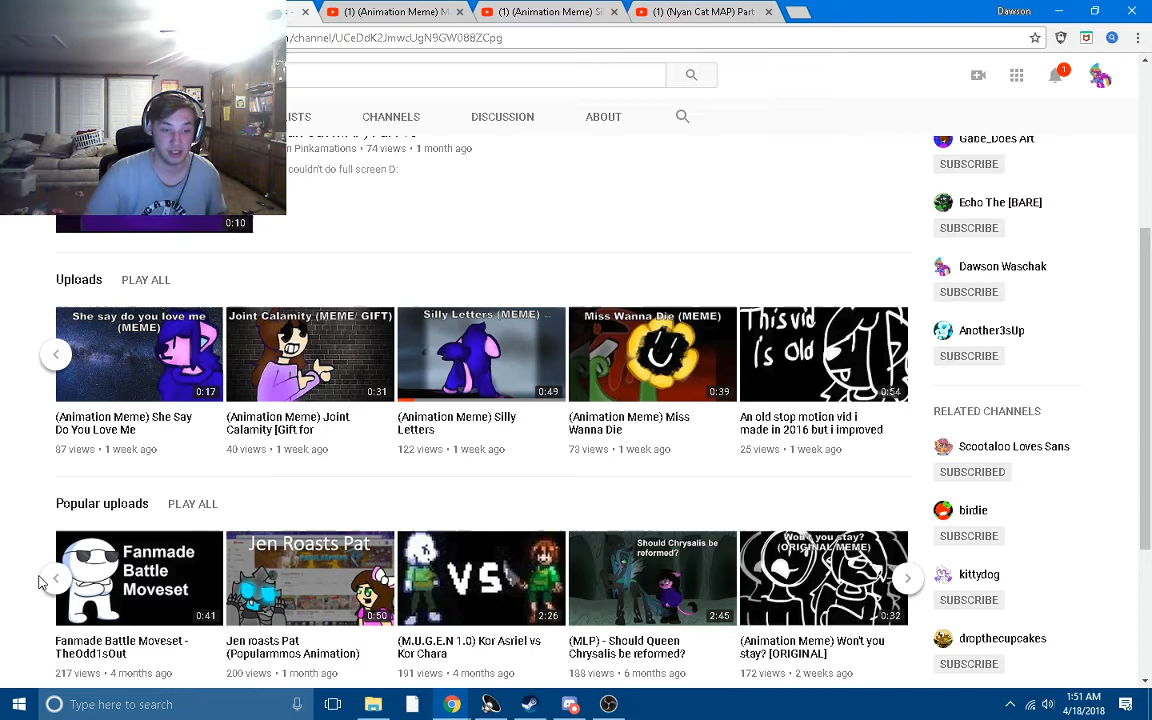 (1) (Animation Meme) M
(1) (Animation Meme) Sil
(1) (Nyan Cat MAP) Part
Dawson
/channel/UCeDdK2JmwcUgN9GW088ZCpg
1
CHANNELS
DISCUSSION
ABOUT
Pinkamations • 74 views • 1 month ago
couldn't do full screen D:
0:10
Uploads PLAY ALL
She say do you love me
(MEME)
0:17
Joint Calamity (MEME/ GIFT)
0:31
Silly Letters (MEME) ..
0:49
Miss Wanna Die (MEME)
0:39
This vid
I's Old
0:54
(Animation Meme) She Say
Do You Love Me
87 views • 1 week ago
(Animation Meme) Joint
Calamity [Gift for
40 views • 1 week ago
(Animation Meme) Silly
Letters
122 views • 1 week ago
(Animation Meme) Miss
Wanna Die
73 views • 1 week ago
An old stop motion vid i
made in 2016 but i improved
25 views • 1 week ago
Popular uploads PLAY ALL
Fanmade
Battle
Moveset
0:41
Jen Roasts Pat
0:50
VS
2:26
Should Chrysalis be
reformed?
2:45
Won't you stay?
(ORIGINAL MEME)
0:32
Fanmade Battle Moveset -
TheOdd1sOut
217 views • 4 months ago
Jen roasts Pat
(Popularmmos Animation)
200 views • 1 month ago
(M.U.G.E.N 1.0) Kor Asriel vs
Kor Chara
191 views • 4 months ago
(MLP) - Should Queen
Chrysalis be reformed?
188 views • 6 months ago
(Animation Meme) Won't you
stay? [ORIGINAL]
172 views • 2 weeks ago
Gabe_Does Art
SUBSCRIBE
Echo The [BARE]
SUBSCRIBE
Dawson Waschak
SUBSCRIBE
Another3sUp
SUBSCRIBE
RELATED CHANNELS
Scootaloo Loves Sans
SUBSCRIBED
birdie
SUBSCRIBE
kittydog
SUBSCRIBE
dropthecupcakes
SUBSCRIBE
Type here to search
1:51 AM
4/18/2018